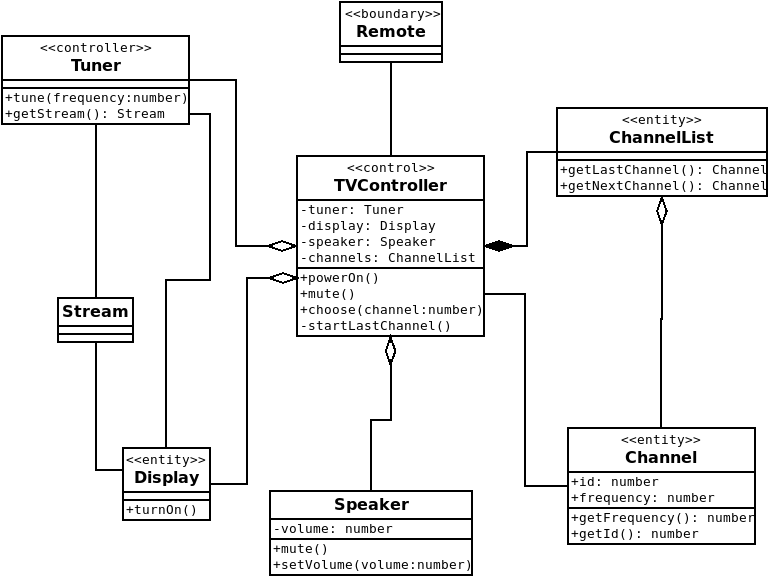 <<boundary>>
Remote
<<controller>>
Tuner
+tune(frequency:number)
+getStream(): Stream
<<entity>>
ChannelList
+getLastChannel(): Channel
+getNextChannel(): Channel
<<control>>
TVController
-tuner: Tuner
-display: Display
-speaker: Speaker
-channels: ChannelList
+powerOn()
+mute()
+choose(channel:number)
-startLastChannel()
Stream
<<entity>>
Display
+turnOn()
Speaker
-volume: number
+mute()
+setVolume(volume:number)
<<entity>>
Channel
+id: number
+frequency: number
+getFrequency(): number
+getId(): number